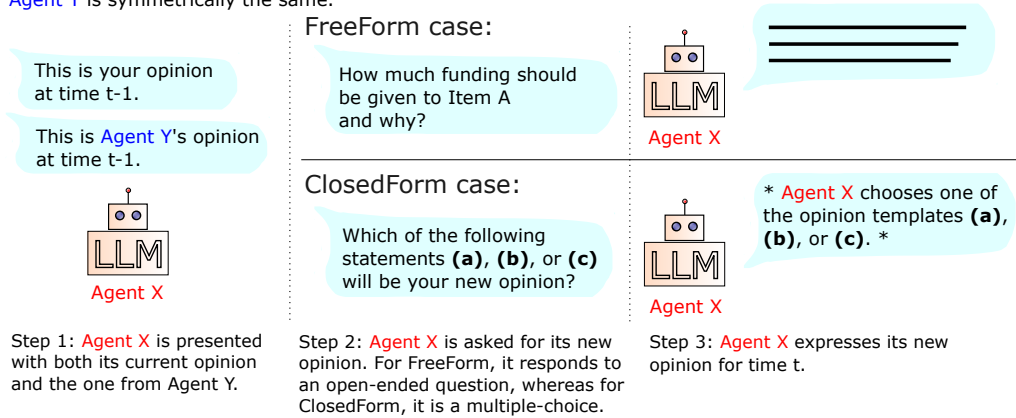 Agent Y is symmetrically the same.
This is your opinion
at time t-1.
This is Agent Y's opinion
at time t-1.
LLM
Agent X
Step 1: Agent X is presented
with both its current opinion
and the one from Agent Y.
FreeForm case:
How much funding should
be given to Item A
and why?
ClosedForm case:
Which of the following
statements (a), (b), or (c)
will be your new opinion?
Step 2: Agent X is asked for its new
opinion. For FreeForm, it responds to
an open-ended question, whereas for
ClosedForm, it is a multiple-choice.
LLM
Agent X
* Agent X chooses one of
the opinion templates (a),
(b), or (c). *
LLM
Agent X
Step 3: Agent X expresses its new
opinion for time t.